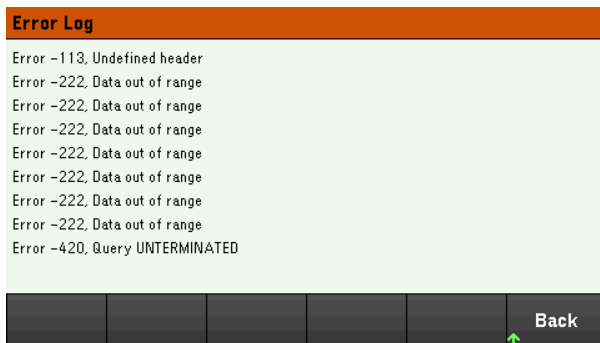 Error Log
Error -113, Undefined header
Error -222, Data out of range
Error -222, Data out of range
Error -222, Data out of range
Error -222, Data out of range
Error -222, Data out of range
Error -222, Data out of range
Error -222, Data out of range
Error -420, Query UNTERMINATED
Back